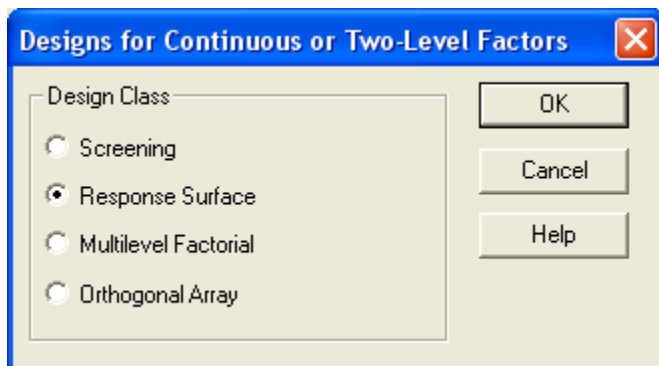 Designs for Continuous or Two-Level Factors
Design Class
Screening
Response Surface
Multilevel Factorial
Orthogonal Array
OK
Cancel
Help